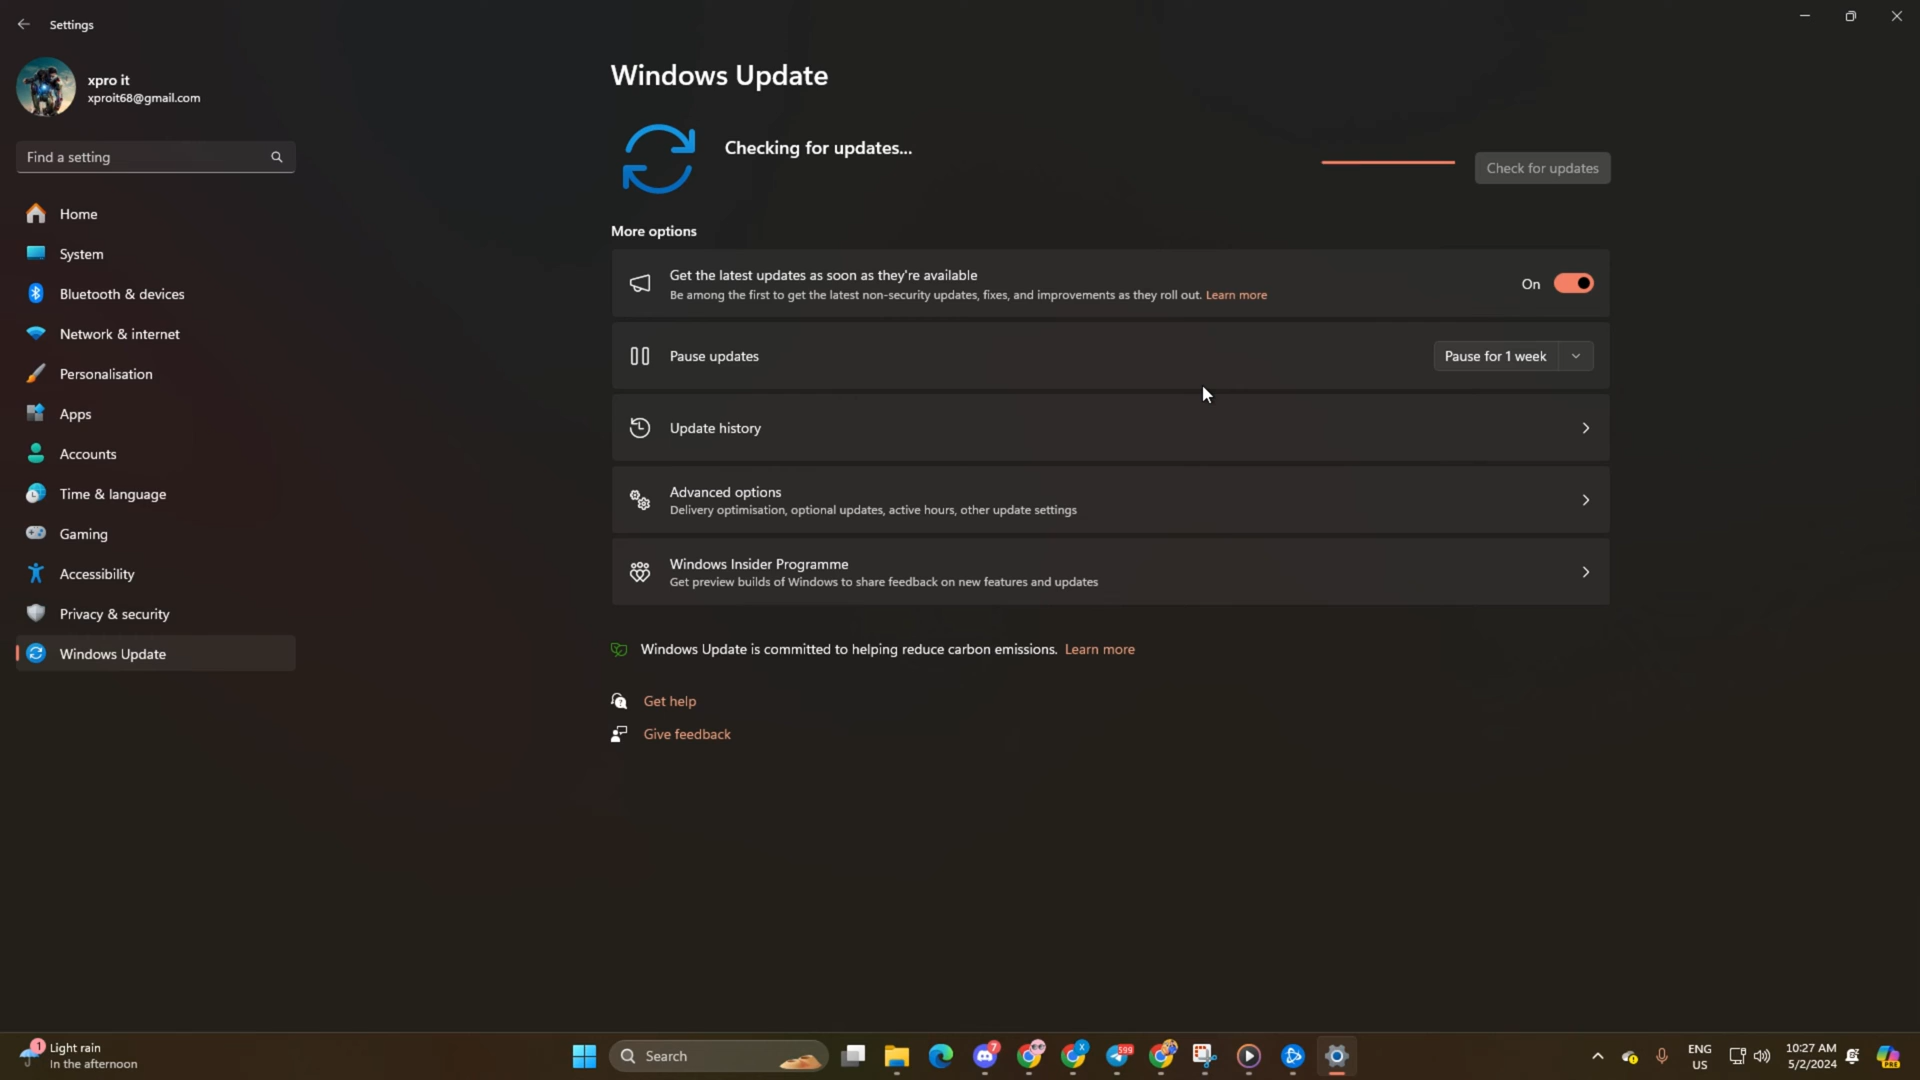 Settings
xpro it
xproit68@gmail.com
Find a setting
Home
System
Bluetooth & devices
Network & internet
Personalisation
Apps
Accounts
Time & language
Gaming
Accessibility
Privacy & security
Windows Update
Windows Update
Checking for updates...
Check for updates
More options
Get the latest updates as soon as they're available
Be among the first to get the latest non-security updates, fixes, and improvements as they roll out. Learn more
On
Pause updates
Pause for 1 week
Update history
Advanced options
Delivery optimisation, optional updates, active hours, other update settings
Windows Insider Programme
Get preview builds of Windows to share feedback on new features and updates
Windows Update is committed to helping reduce carbon emissions. Learn more
Get help
Give feedback
1
Light rain
In the afternoon
Search
7
X
599
ENG
US
10:27 AM
5/2/2024
PRE